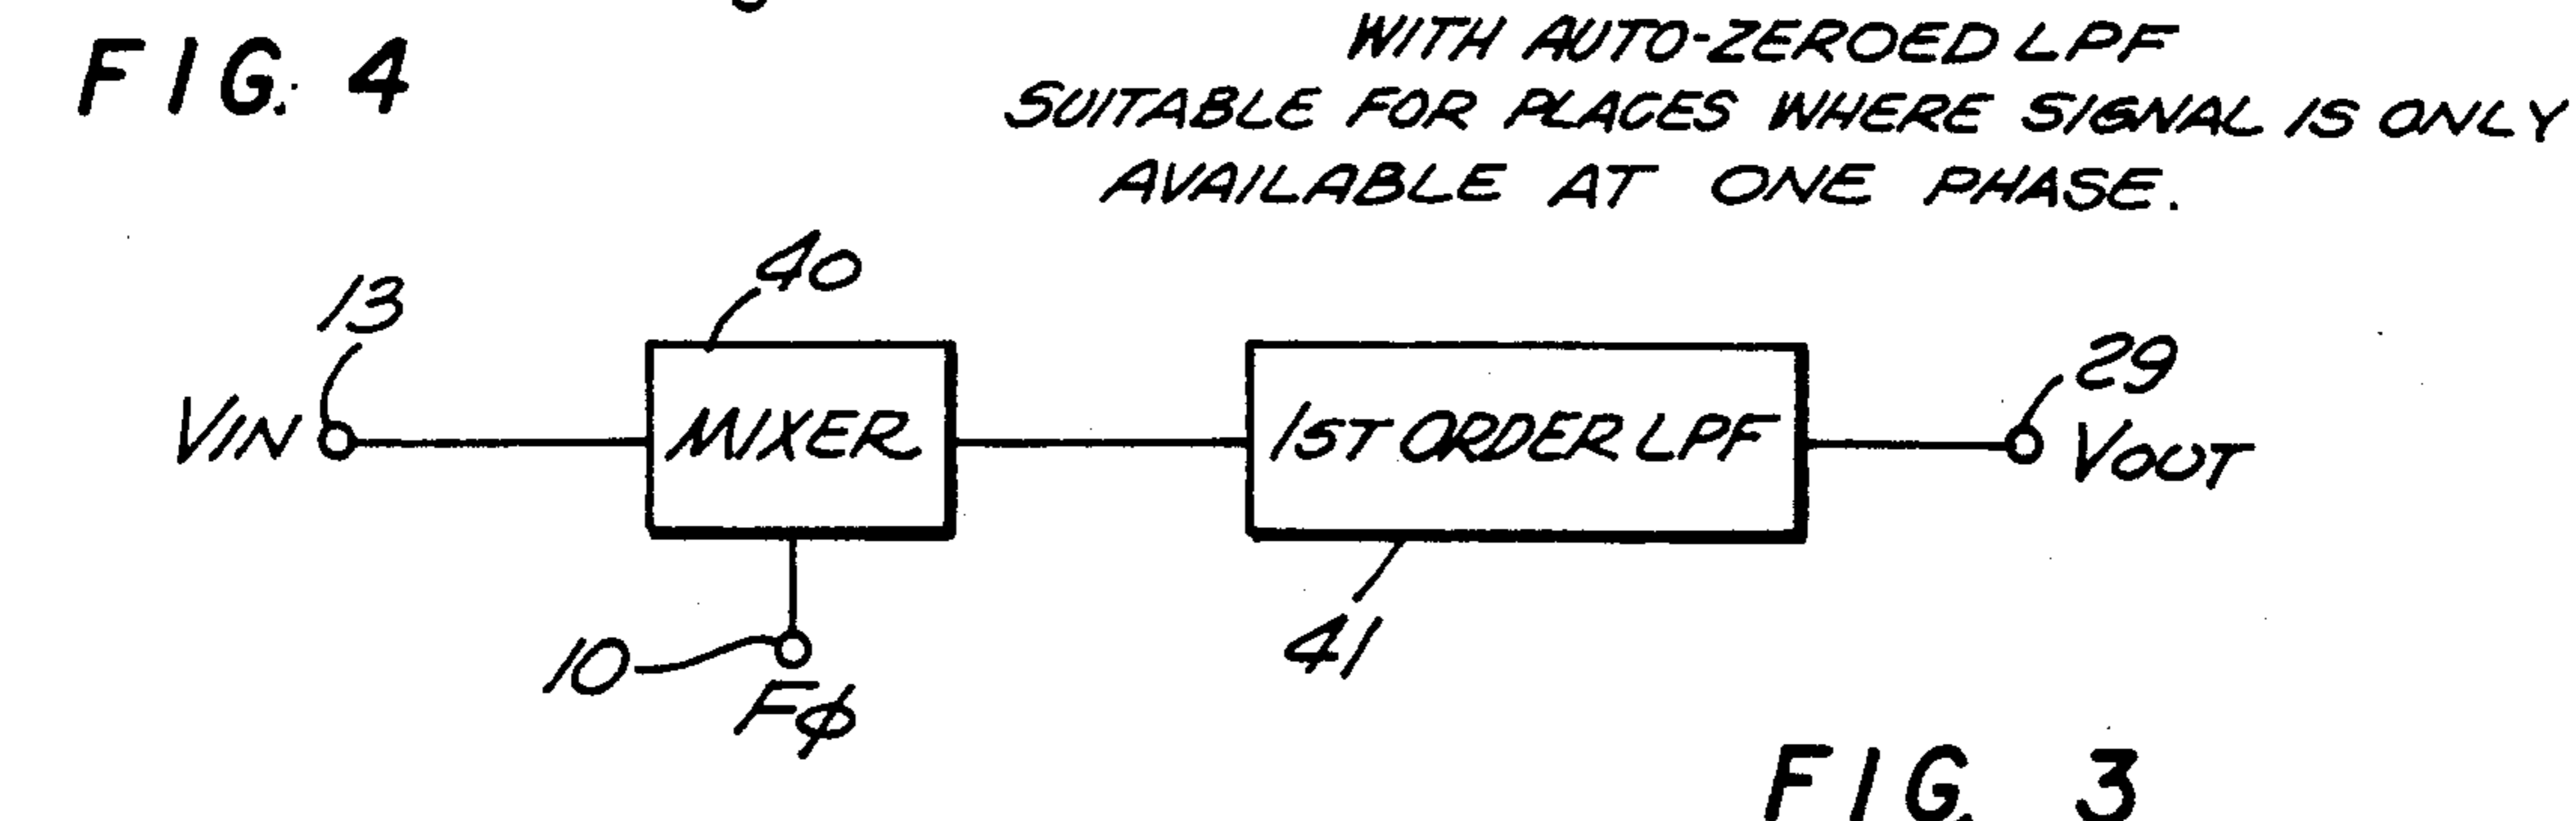 FIG. 4
WITH AUTO-ZEROED LPF
SUITABLE FOR PLACES WHERE SIGNAL IS ONLY
AVAILABLE AT ONE PHASE.
13
40
29
VIN
MIXER
1ST ORDER LPF
VOUT
10
Fϕ
41
FIG. 3